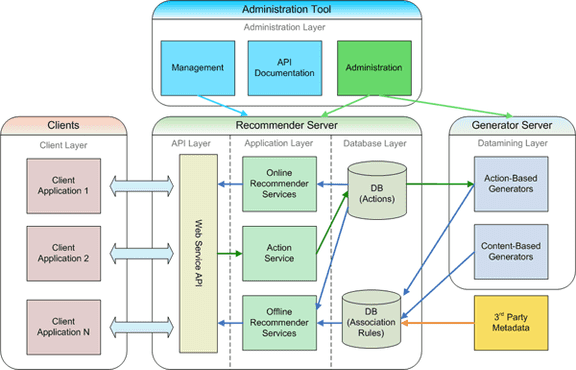 Administration Tool
Administration Layer
Management
API
Documentation
Administration
Clients
Client Layer
Client
Application 1
Client
Application 2
Client
Application N
Recommender Server
API Layer
Application Layer
Database Layer
Web Service API
Online
Recommender
Services
Action
Service
Offline
Recommender
Services
DB
(Actions)
DB
(Association
Rules)
Generator Server
Datamining Layer
Action-Based
Generators
Content-Based
Generators
3rd Party
Metadata